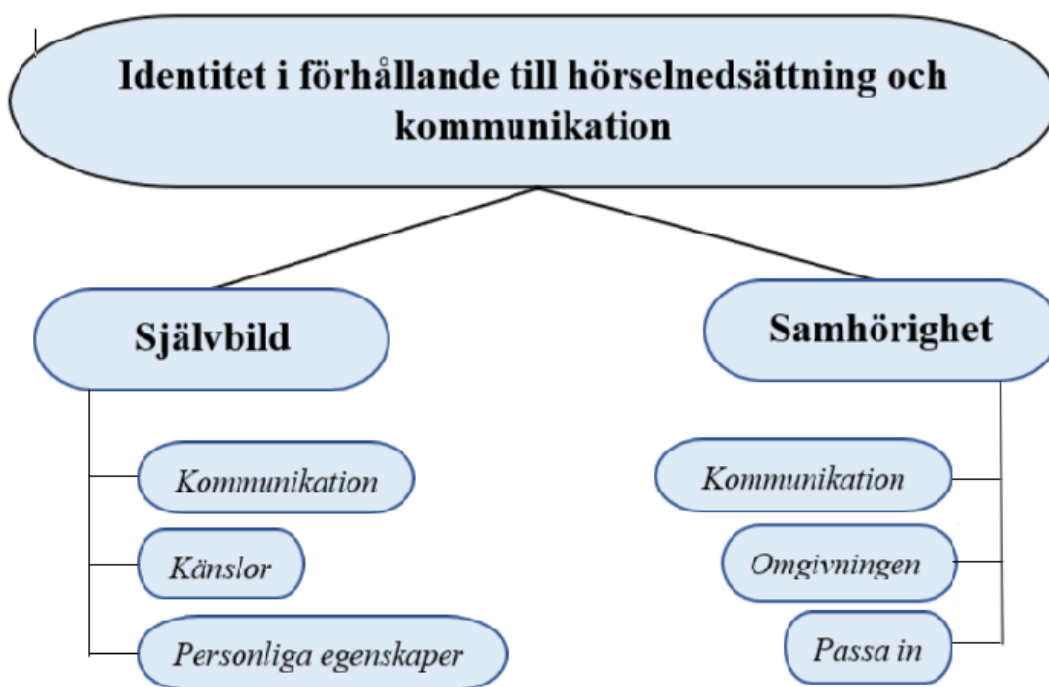 Identitet i förhållande till hörselnedsättning och
kommunikation
Självbild
Kommunikation
Känslor
Personliga egenskaper
Samhörighet
Kommunikation
Omgivningen
Passa in